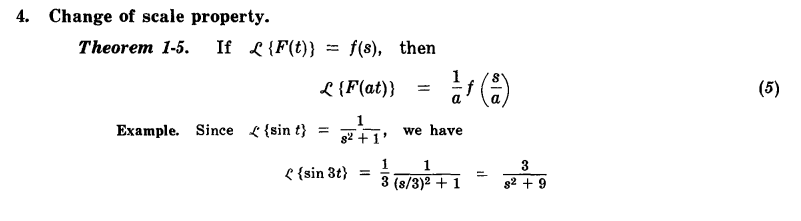 4. Change of scale property.
Theorem 1-5. If ℒ {F(t)} = f(s), then
ℒ {F(at)} = 1/a f(s/a) (5)
Example. Since ℒ {sin t} = 1/(s² + 1), we have
ℒ {sin 3t} = 1/3 1/((s/3)² + 1) = 3/(s² + 9)